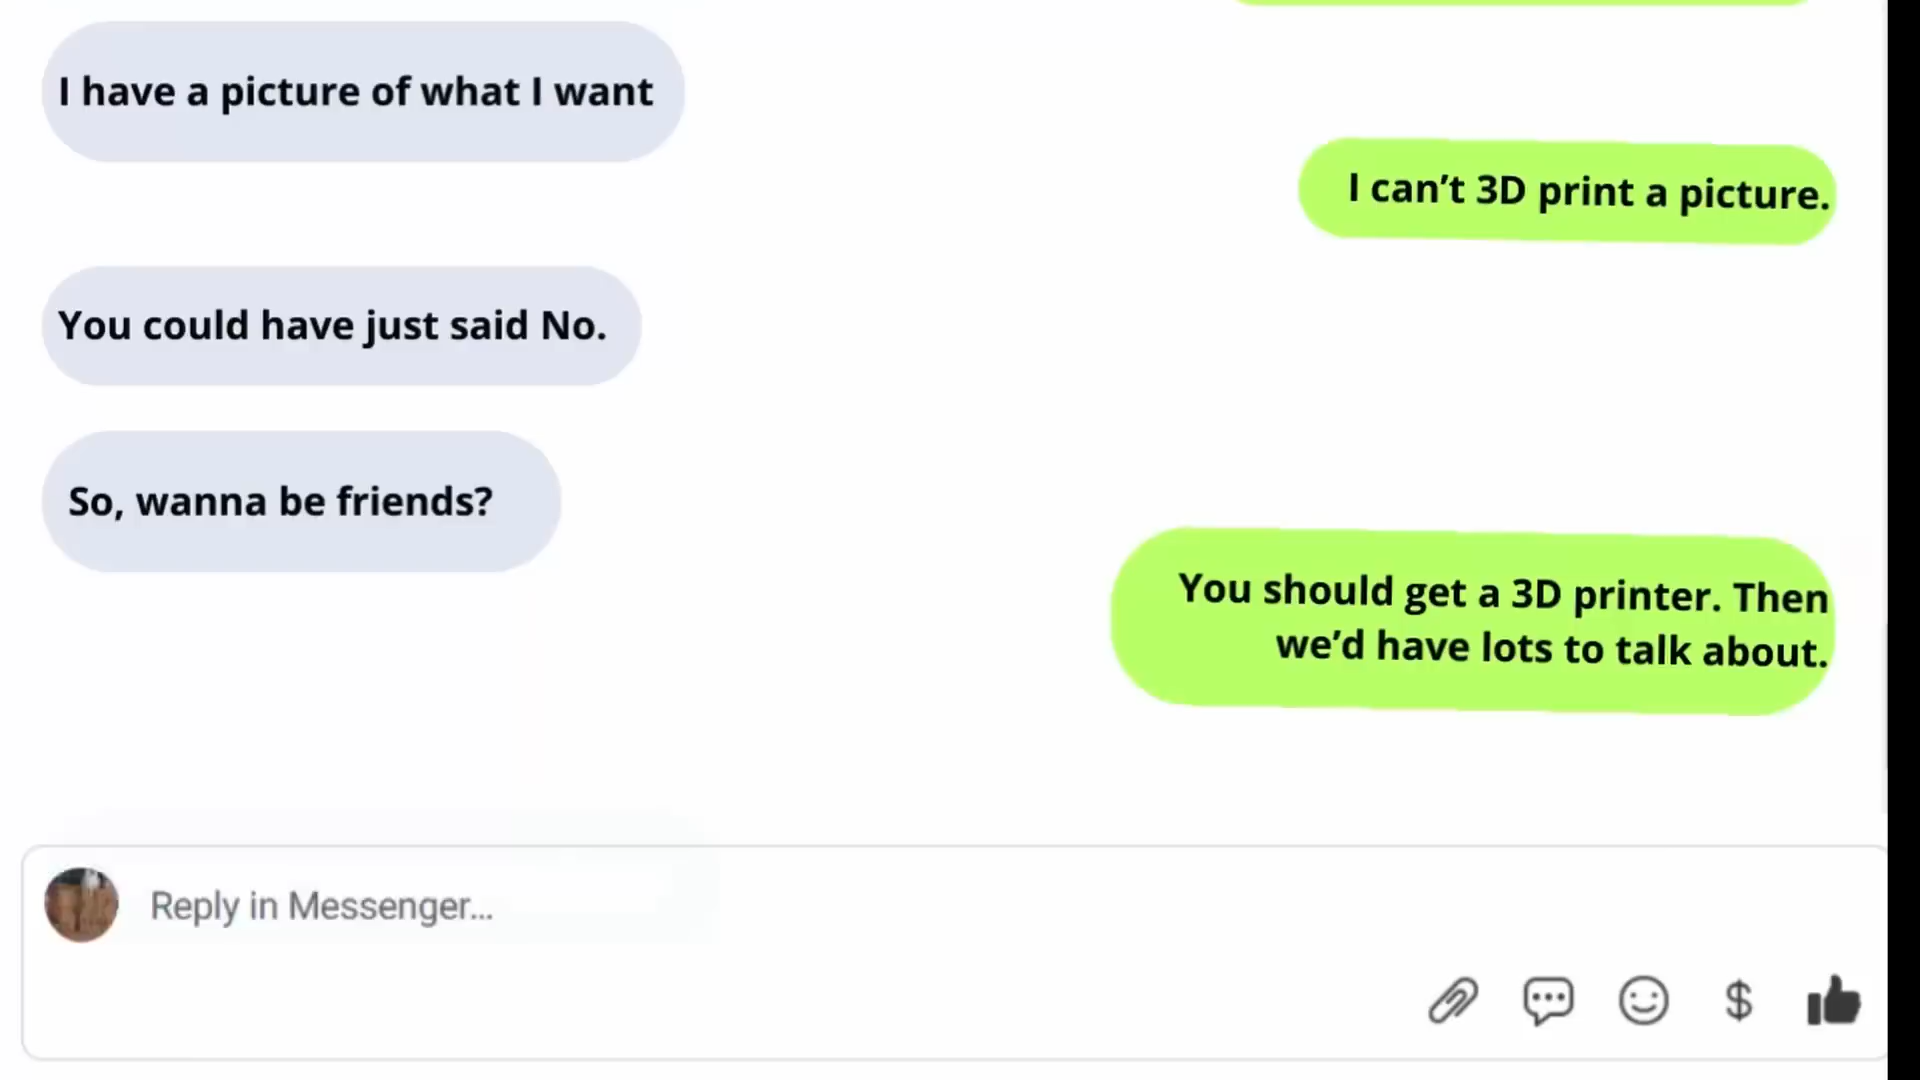 I have a picture of what I want
I can’t 3D print a picture.
You could have just said No.
So, wanna be friends?
You should get a 3D printer. Then
we’d have lots to talk about.
Reply in Messenger...
$